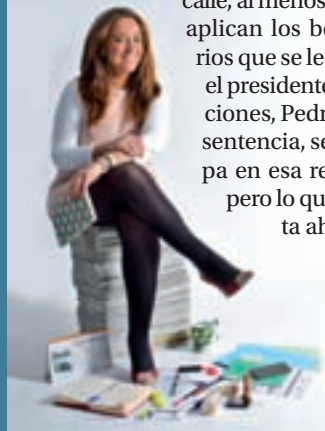 calle, al menos
aplican los be
rios que se le
el presidente
ciones, Pedr
sentencia, se
pa en esa re
pero lo qu
ta ah